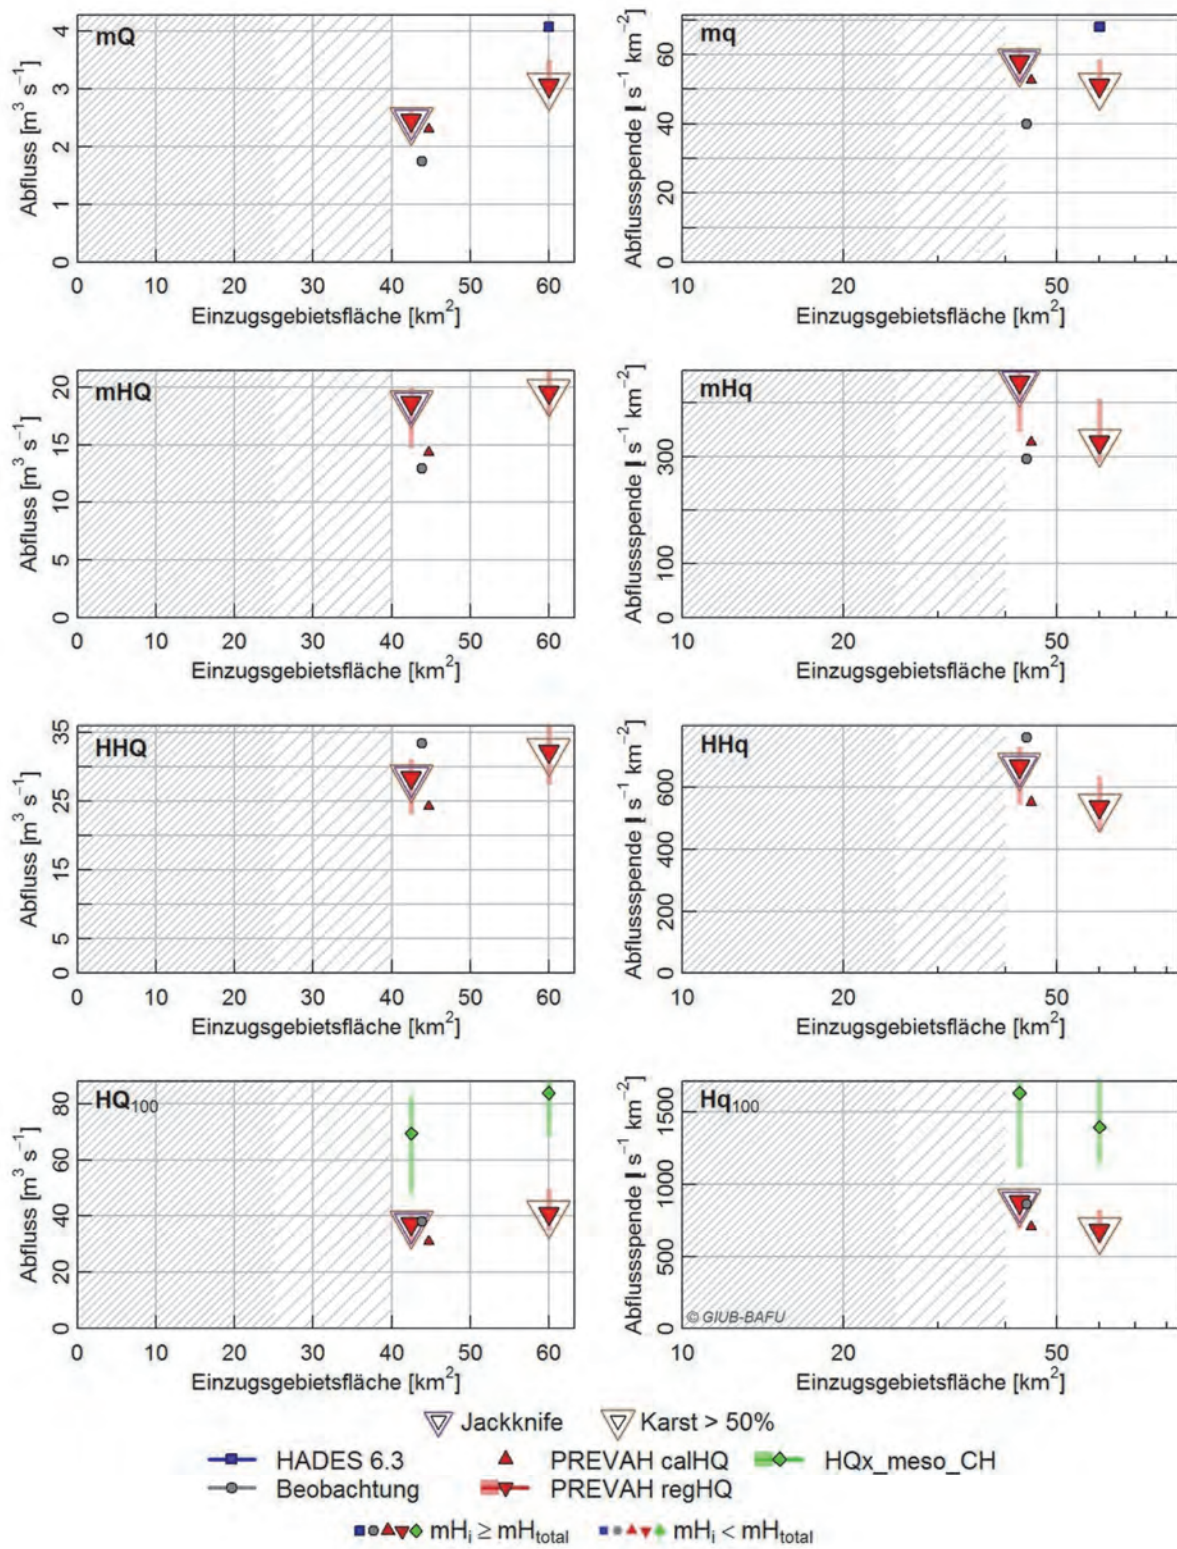 mQ
Abfluss [m³ s⁻¹]
0 1 2 3 4
0 10 20 30 40 50 60
Einzugsgebietsfläche [km²]
mq
Abflussspende [l s⁻¹ km⁻²]
0 20 40 60
10 20 50
Einzugsgebietsfläche [km²]
mHQ
Abfluss [m³ s⁻¹]
0 5 10 15 20
0 10 20 30 40 50 60
Einzugsgebietsfläche [km²]
mHq
Abflussspende [l s⁻¹ km⁻²]
0 100 300
10 20 50
Einzugsgebietsfläche [km²]
HHQ
Abfluss [m³ s⁻¹]
0 5 15 25 35
0 10 20 30 40 50 60
Einzugsgebietsfläche [km²]
HHq
Abflussspende [l s⁻¹ km⁻²]
0 200 400 600
10 20 50
Einzugsgebietsfläche [km²]
HQ₁₀₀
Abfluss [m³ s⁻¹]
0 20 40 60 80
0 10 20 30 40 50 60
Einzugsgebietsfläche [km²]
Hq₁₀₀
Abflussspende [l s⁻¹ km⁻²]
0 500 1000 1500
© GIUB-BAFU
10 20 50
Einzugsgebietsfläche [km²]
Jackknife Karst > 50%
HADES 6.3 PREVAH calHQ HQx_meso_CH
Beobachtung PREVAH regHQ
mHᵢ ≥ mH_total mHᵢ < mH_total